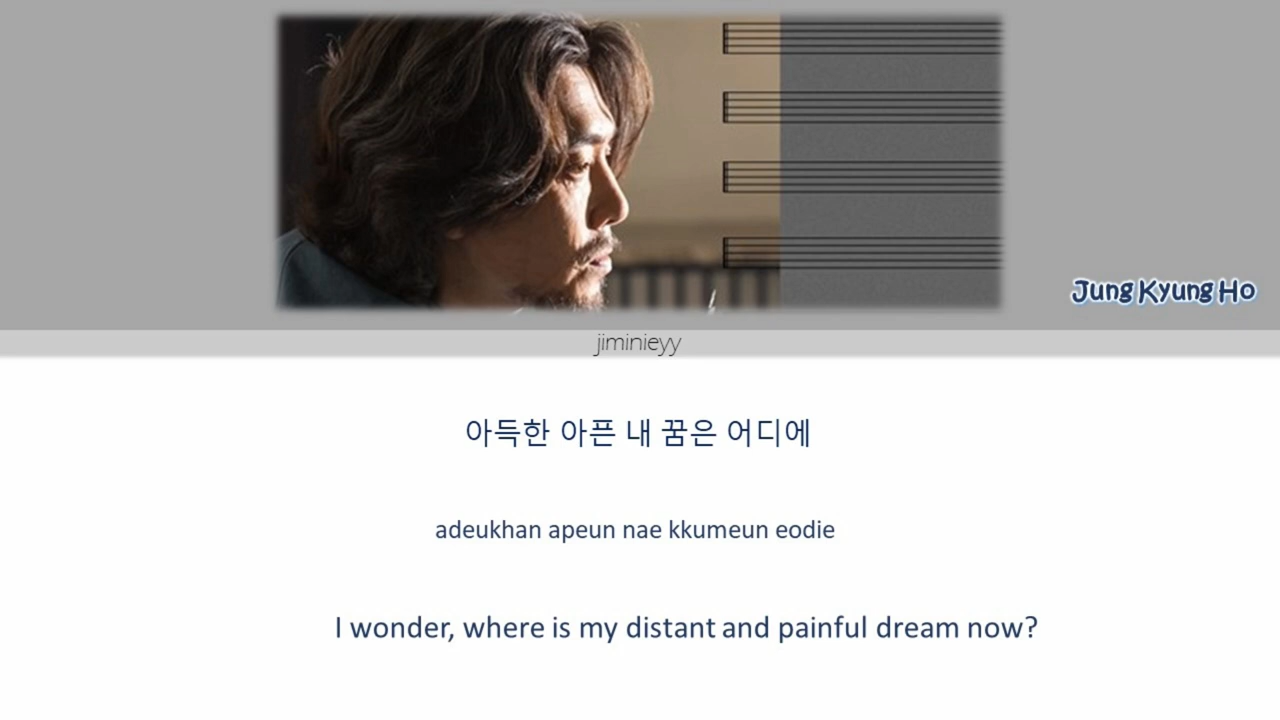 Jung Kyung Ho
jiminieyy
아득한 아픈 내 꿈은 어디에
adeukhan apeun nae kkumeun eodie
I wonder, where is my distant and painful dream now?